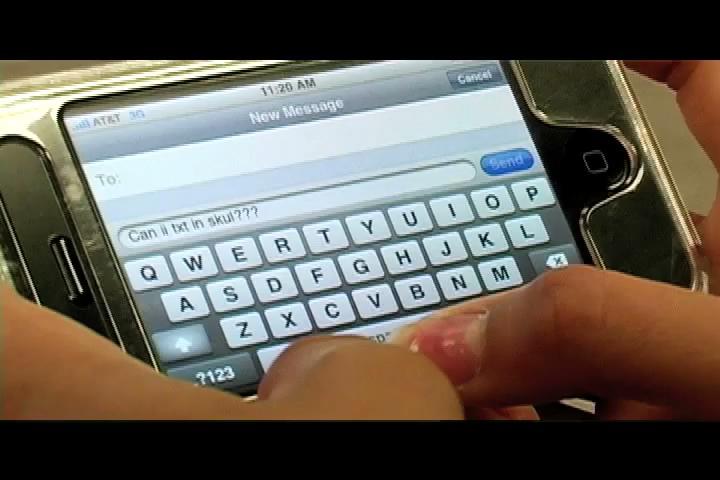 AT&T 3G 11:20 AM
New Message Cancel
To:
Can ii txt in skul??? Send
Q W E R T Y U I O P
A S D F G H J K L
Z X C V B N M
.?123